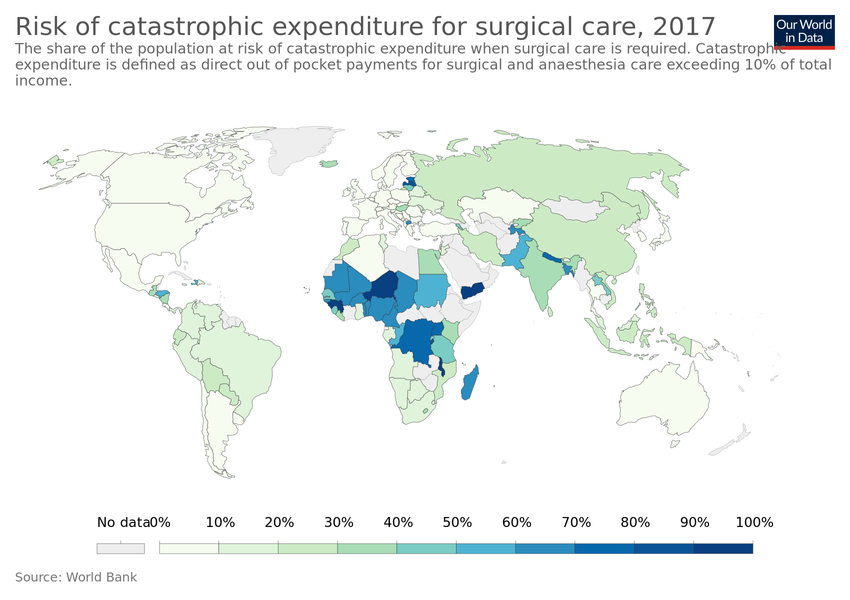 Risk of catastrophic expenditure for surgical care, 2017
Our World
in Data
The share of the population at risk of catastrophic expenditure when surgical care is required. Catastrophic
expenditure is defined as direct out of pocket payments for surgical and anaesthesia care exceeding 10% of total
income.
No data 0% 10% 20% 30% 40% 50% 60% 70% 80% 90% 100%
Source: World Bank